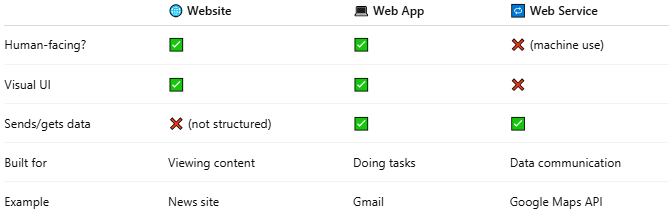 Website Web App Web Service
Human-facing? (machine use)
Visual UI
Sends/gets data (not structured)
Built for Viewing content Doing tasks Data communication
Example News site Gmail Google Maps API